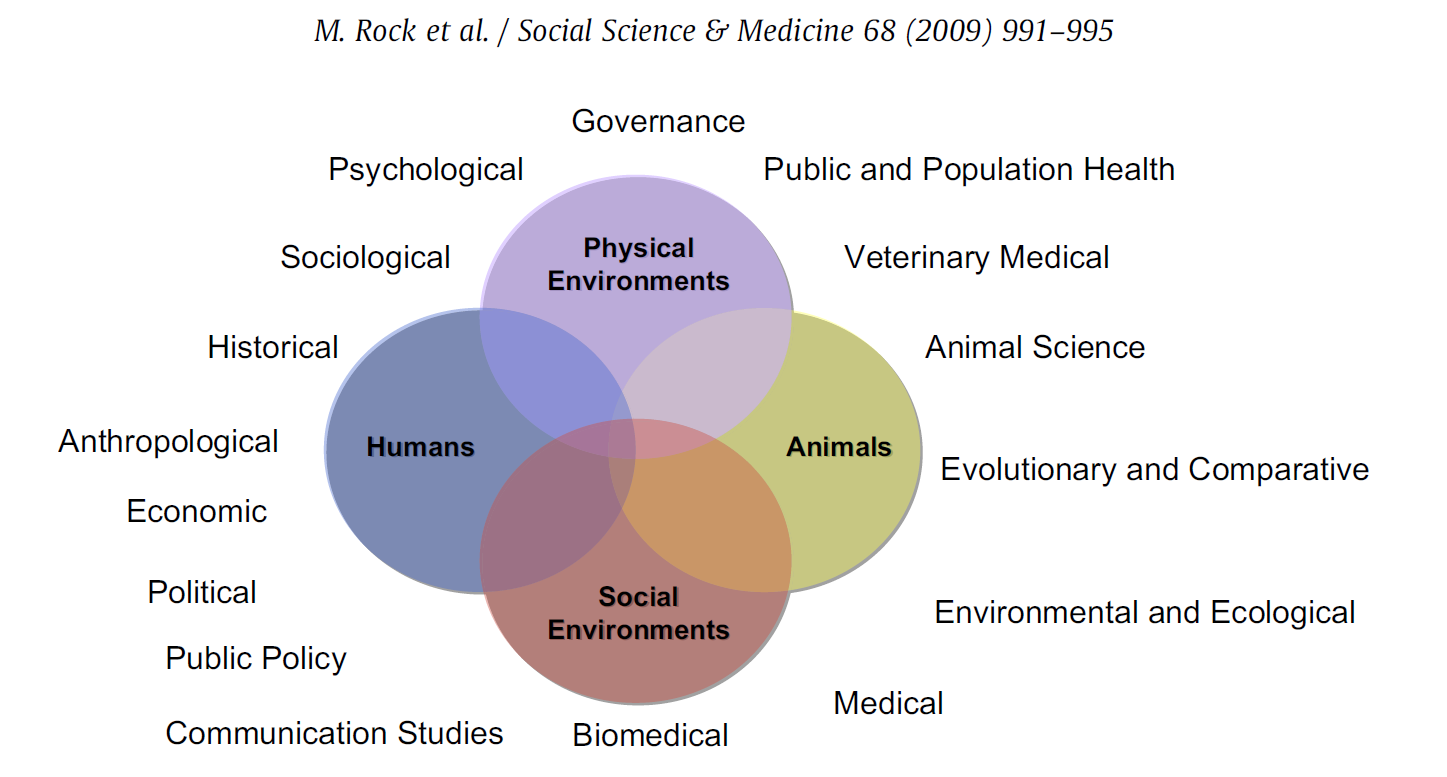 M. Rock et al. / Social Science & Medicine 68 (2009) 991–995
Governance
Psychological
Public and Population Health
Physical
Environments
Sociological
Veterinary Medical
Historical
Animal Science
Anthropological
Humans
Animals
Evolutionary and Comparative
Economic
Political
Social
Environments
Environmental and Ecological
Public Policy
Medical
Communication Studies
Biomedical